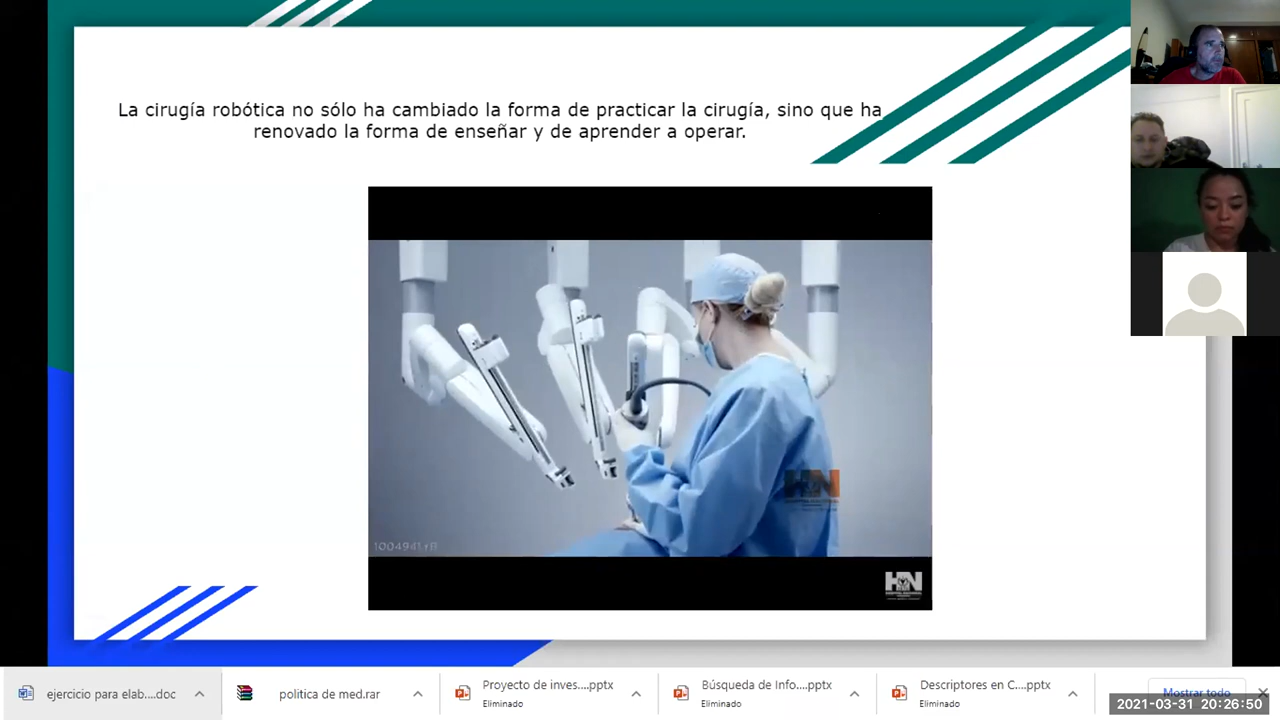 La cirugía robótica no sólo ha cambiado la forma de practicar la cirugía, sino que ha
renovado la forma de enseñar y de aprender a operar.
HN
HN
ejercicio para elab....doc
politica de med.rar
Proyecto de inves....pptx
Eliminado
Búsqueda de Info....pptx
Eliminado
Descriptores en C....pptx
Eliminado
Mostrar todo
2021-03-31 20:26:50